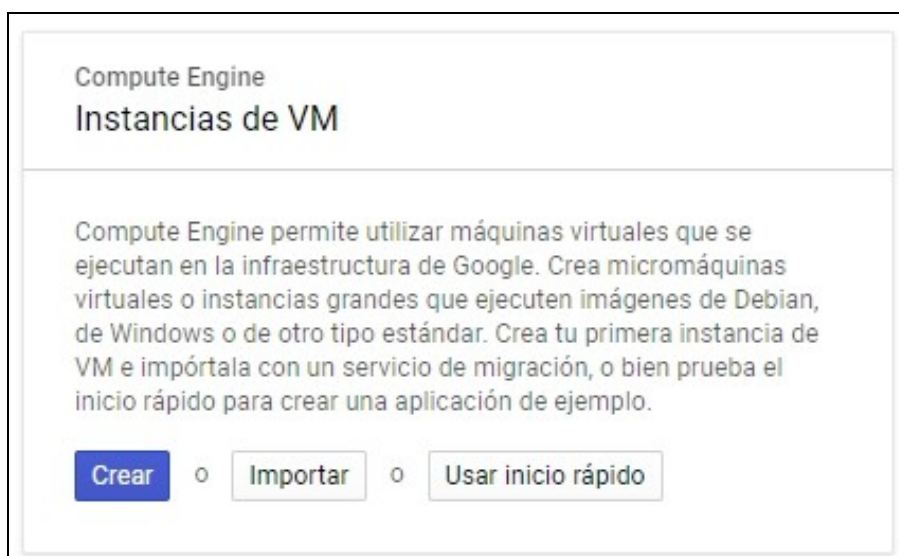 Compute Engine
Instancias de VM
Compute Engine permite utilizar máquinas virtuales que se
ejecutan en la infraestructura de Google. Crea micromáquinas
virtuales o instancias grandes que ejecuten imágenes de Debian,
de Windows o de otro tipo estándar. Crea tu primera instancia de
VM e impórtala con un servicio de migración, o bien prueba el
inicio rápido para crear una aplicación de ejemplo.
Crear o Importar o Usar inicio rápido